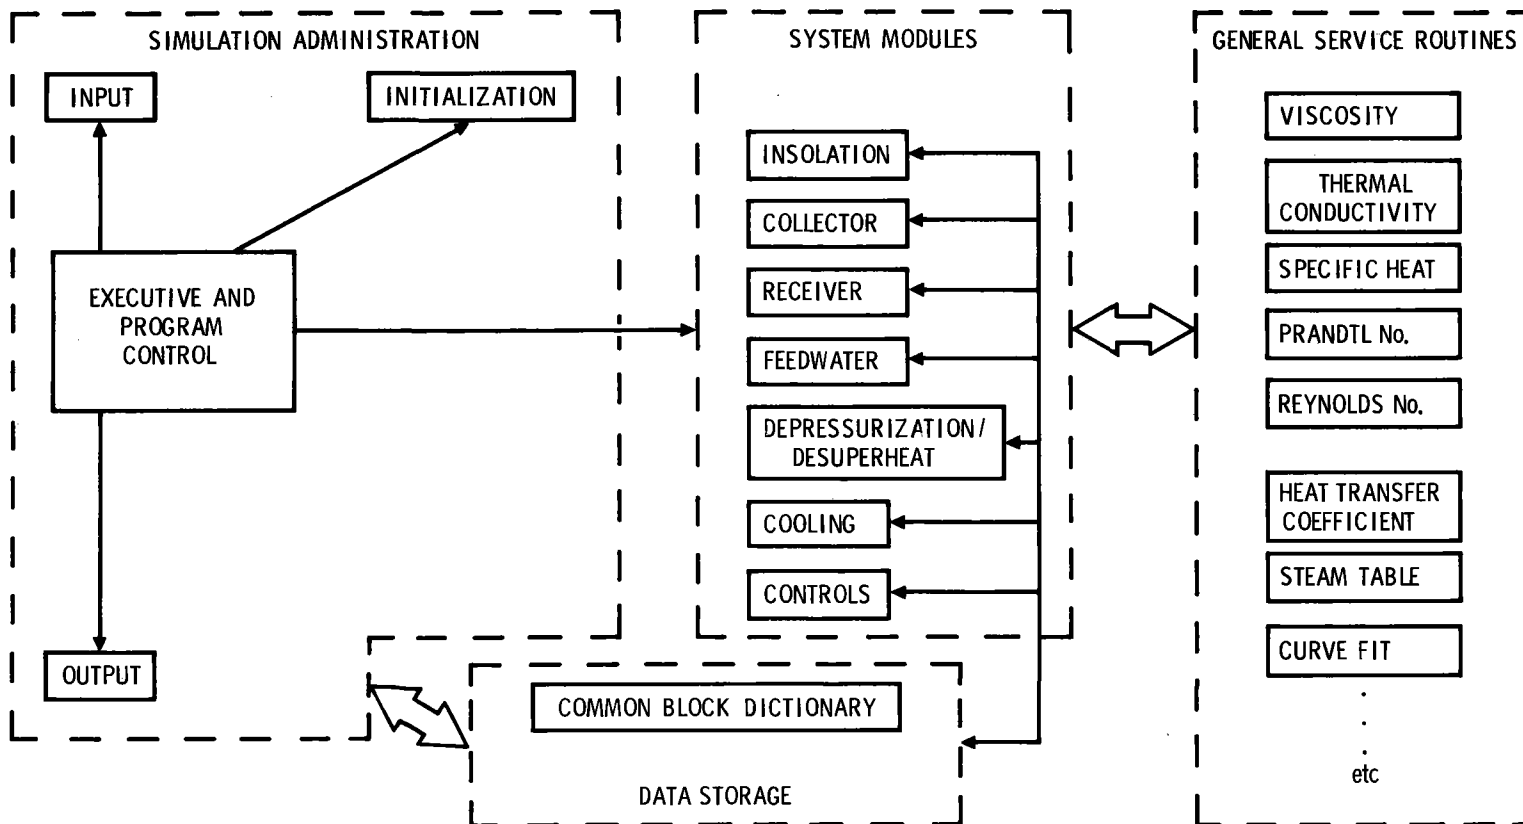 SIMULATION ADMINISTRATION
INPUT
INITIALIZATION
EXECUTIVE AND
PROGRAM
CONTROL
OUTPUT
SYSTEM MODULES
INSOLATION
COLLECTOR
RECEIVER
FEEDWATER
DEPRESSURIZATION/
DESUPERHEAT
COOLING
CONTROLS
COMMON BLOCK DICTIONARY
DATA STORAGE
GENERAL SERVICE ROUTINES
VISCOSITY
THERMAL
CONDUCTIVITY
SPECIFIC HEAT
PRANDTL No.
REYNOLDS No.
HEAT TRANSFER
COEFFICIENT
STEAM TABLE
CURVE FIT
.
.
.
etc